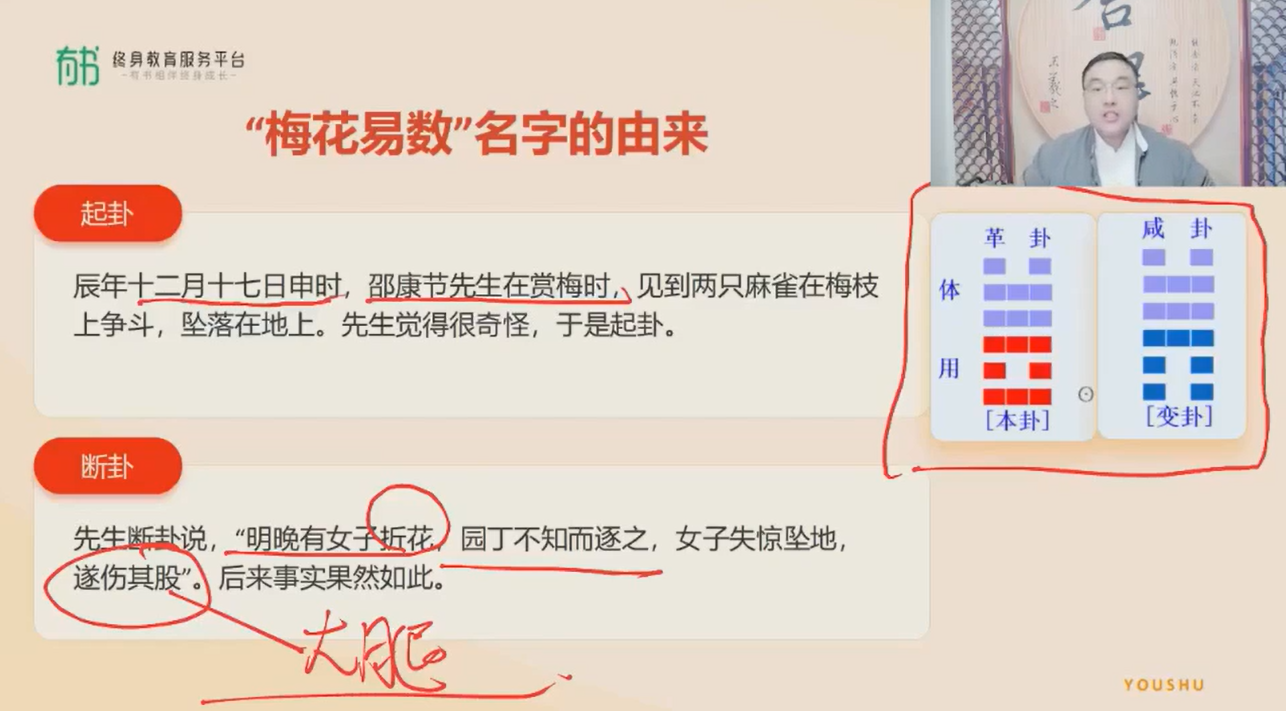 有书
终身教育服务平台
-有书相伴终身成长-
“梅花易数”名字的由来
起卦
辰年十二月十七日申时，邵康节先生在赏梅时，见到两只麻雀在梅枝
上争斗，坠落在地上。先生觉得很奇怪，于是起卦。
断卦
先生断卦说，“明晚有女子折花，园丁不知而逐之，女子失惊坠地，
遂伤其股”。后来事实果然如此。
大腿
革 卦
咸 卦
体
用
[本卦]
[变卦]
YOUSHU